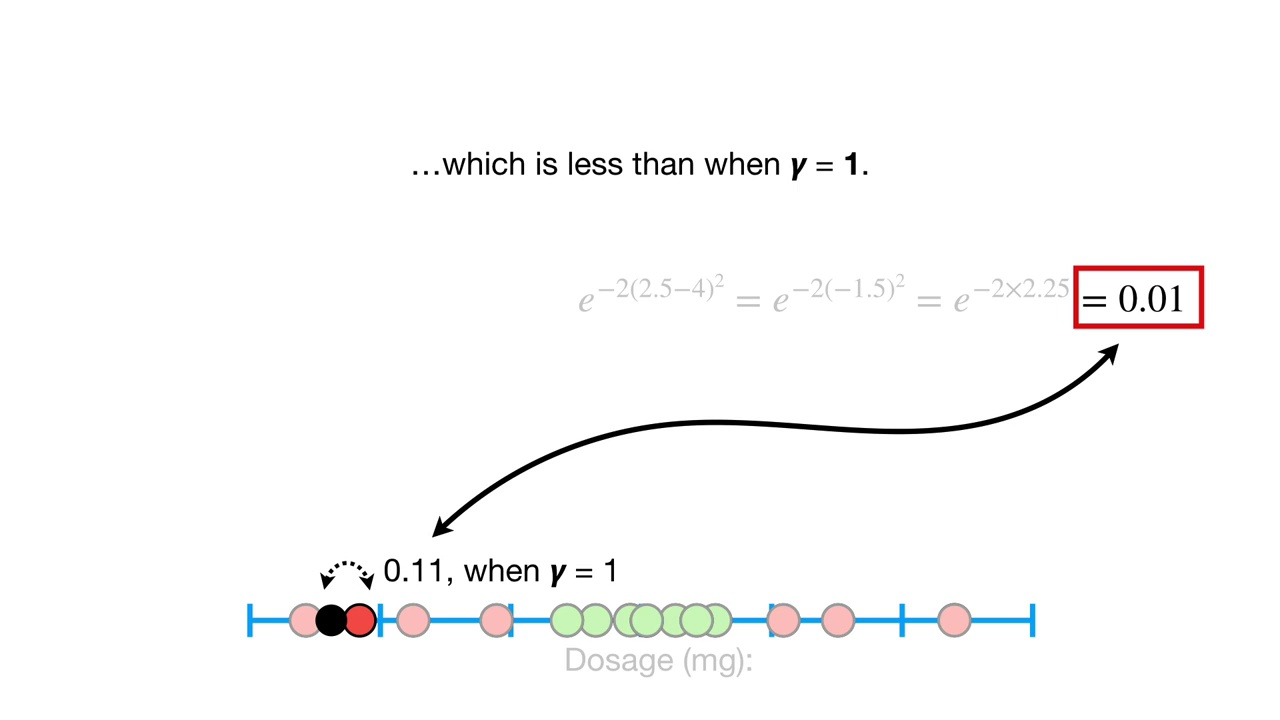 …which is less than when γ = 1.
e^{−2(2.5−4)^2} = e^{−2(−1.5)^2} = e^{−2×2.25} = 0.01
0.11, when γ = 1
Dosage (mg):